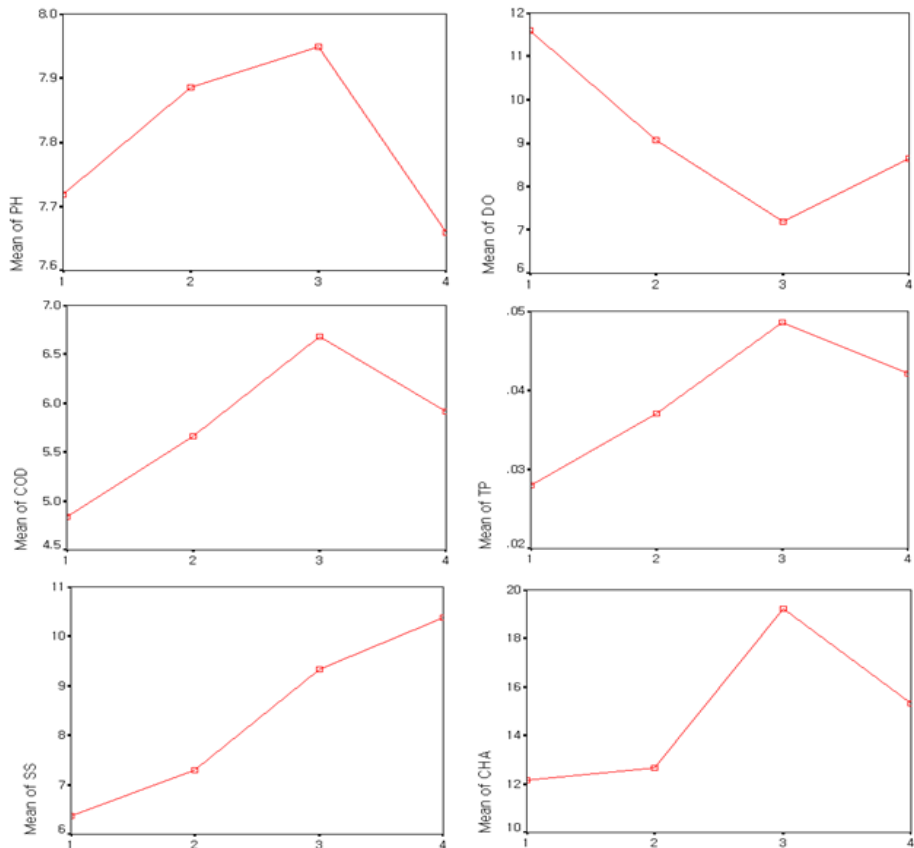 Mean of PH
8.0
7.9
7.8
7.7
7.6
1 2 3 4
Mean of DO
12
11
10
9
8
7
6
1 2 3 4
Mean of COD
7.0
6.5
6.0
5.5
5.0
4.5
1 2 3 4
Mean of TP
.05
.04
.03
.02
1 2 3 4
Mean of SS
11
10
9
8
7
6
1 2 3 4
Mean of CHA
20
18
16
14
12
10
1 2 3 4